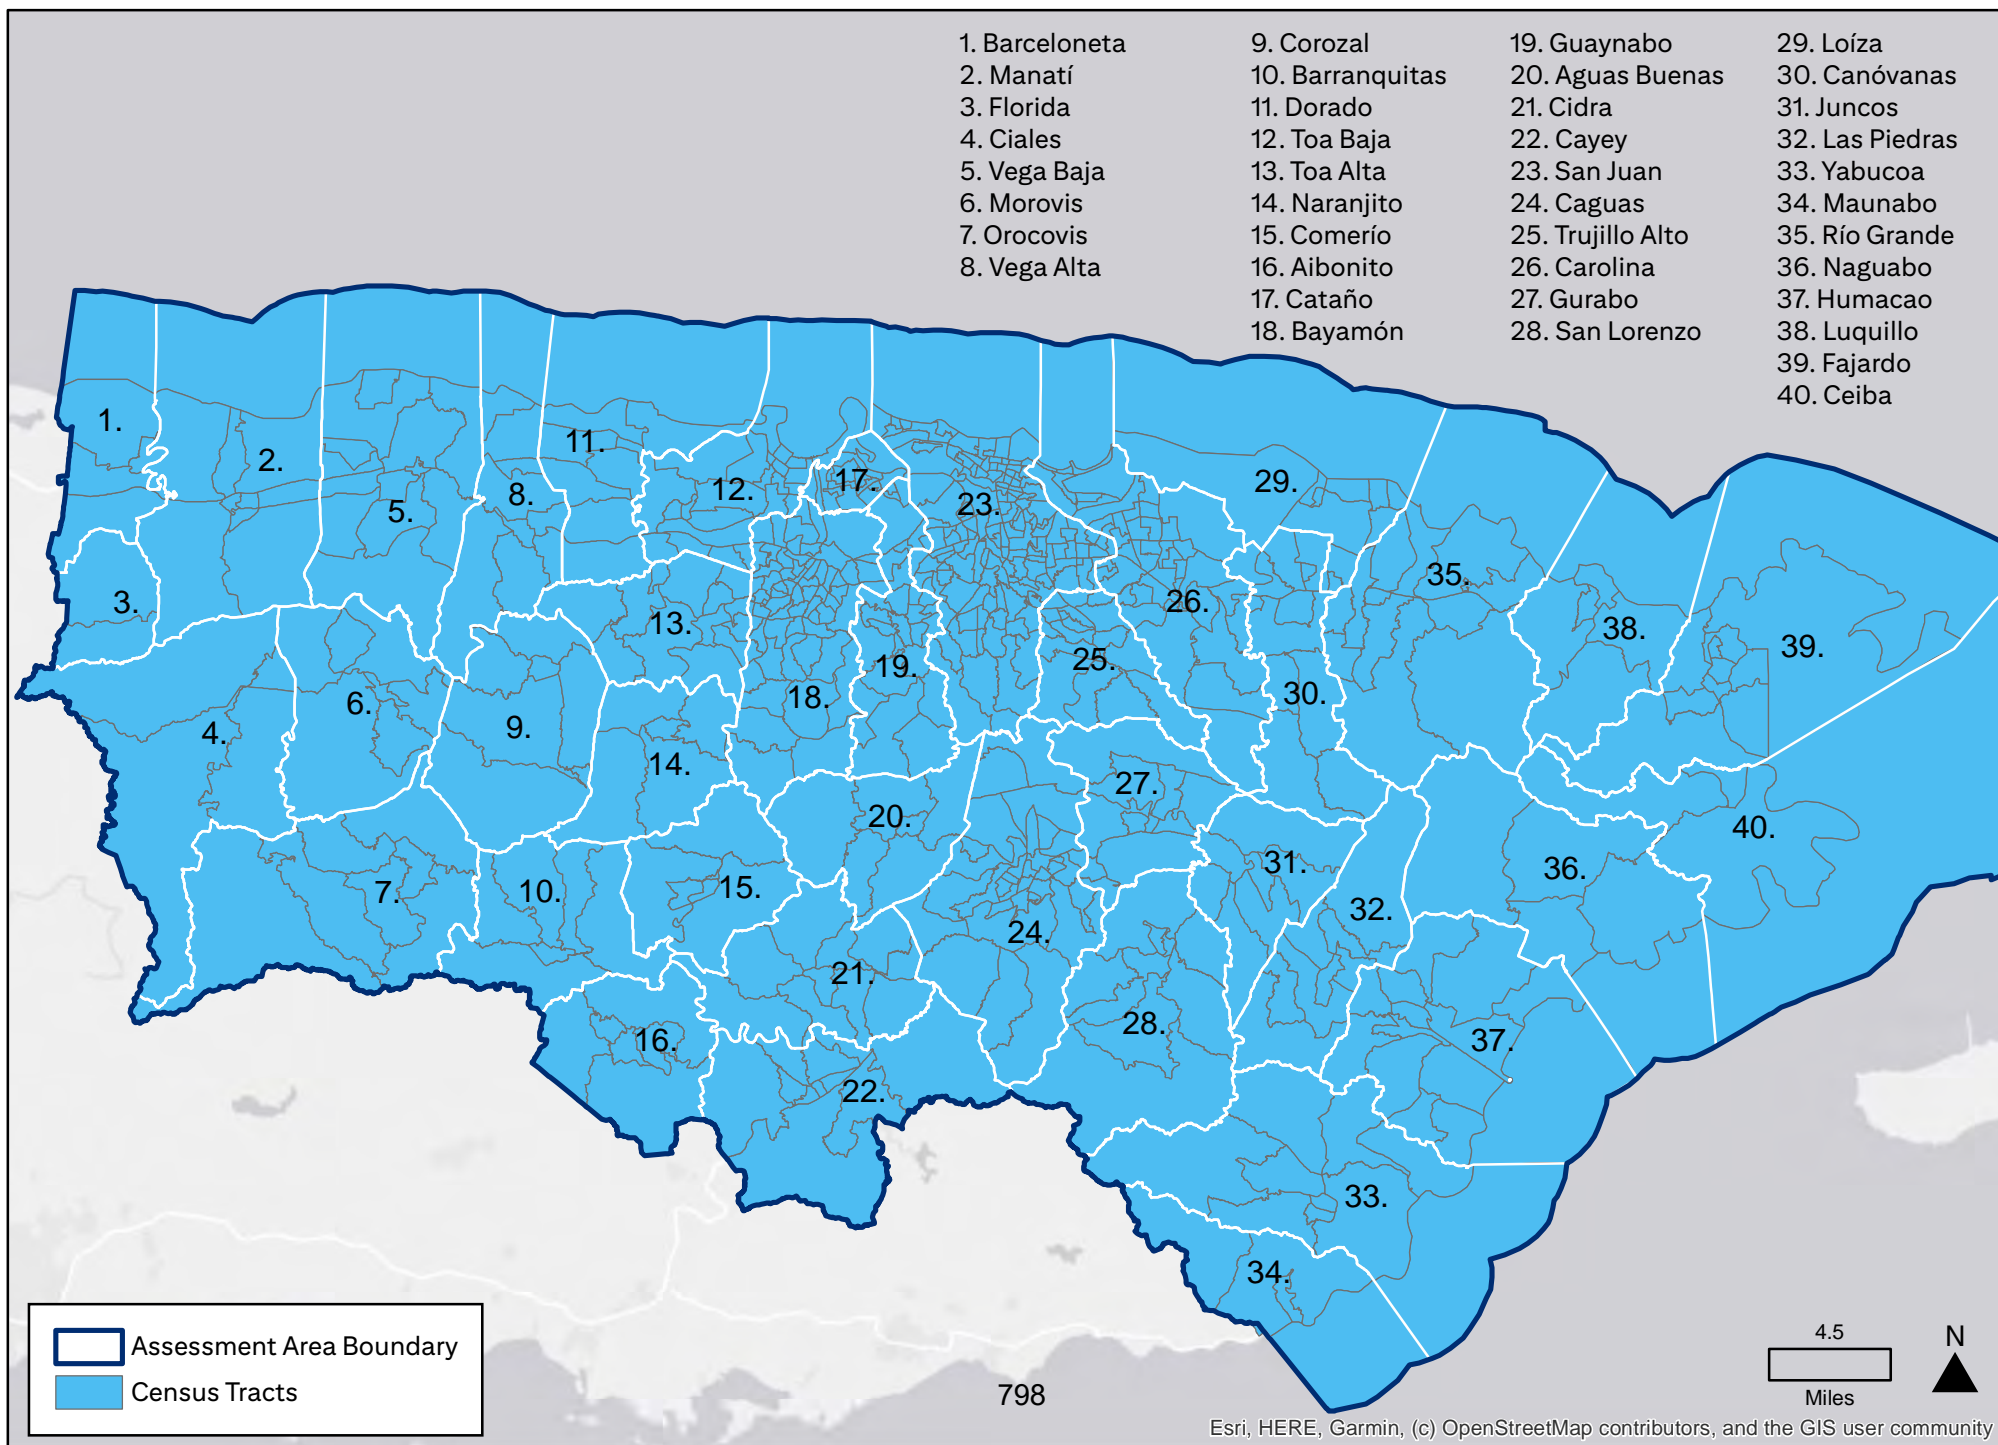 1. Barceloneta
2. Manatí
3. Florida
4. Ciales
5. Vega Baja
6. Morovis
7. Orocovis
8. Vega Alta
9. Corozal
10. Barranquitas
11. Dorado
12. Toa Baja
13. Toa Alta
14. Naranjito
15. Comerío
16. Aibonito
17. Cataño
18. Bayamón
19. Guaynabo
20. Aguas Buenas
21. Cidra
22. Cayey
23. San Juan
24. Caguas
25. Trujillo Alto
26. Carolina
27. Gurabo
28. San Lorenzo
29. Loíza
30. Canóvanas
31. Juncos
32. Las Piedras
33. Yabucoa
34. Maunabo
35. Río Grande
36. Naguabo
37. Humacao
38. Luquillo
39. Fajardo
40. Ceiba
1.
2.
3.
4.
5.
6.
7.
8.
9.
10.
11.
12.
13.
14.
15.
16.
17.
18.
19.
20.
21.
22.
23.
24.
25.
26.
27.
28.
29.
30.
31.
32.
33.
34.
35.
36.
37.
38.
39.
40.
Assessment Area Boundary
Census Tracts
798
4.5
Miles
N
Esri, HERE, Garmin, (c) OpenStreetMap contributors, and the GIS user community